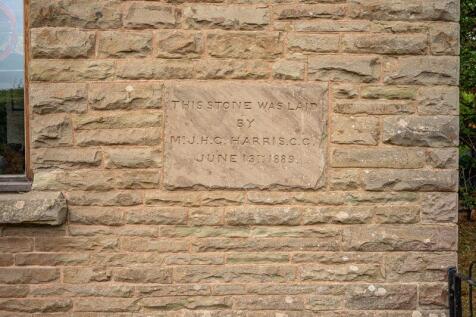 THIS STONE WAS LAID
BY
MR J.H.C. HARRIS.C.C.
JUNE 13TH 1889.